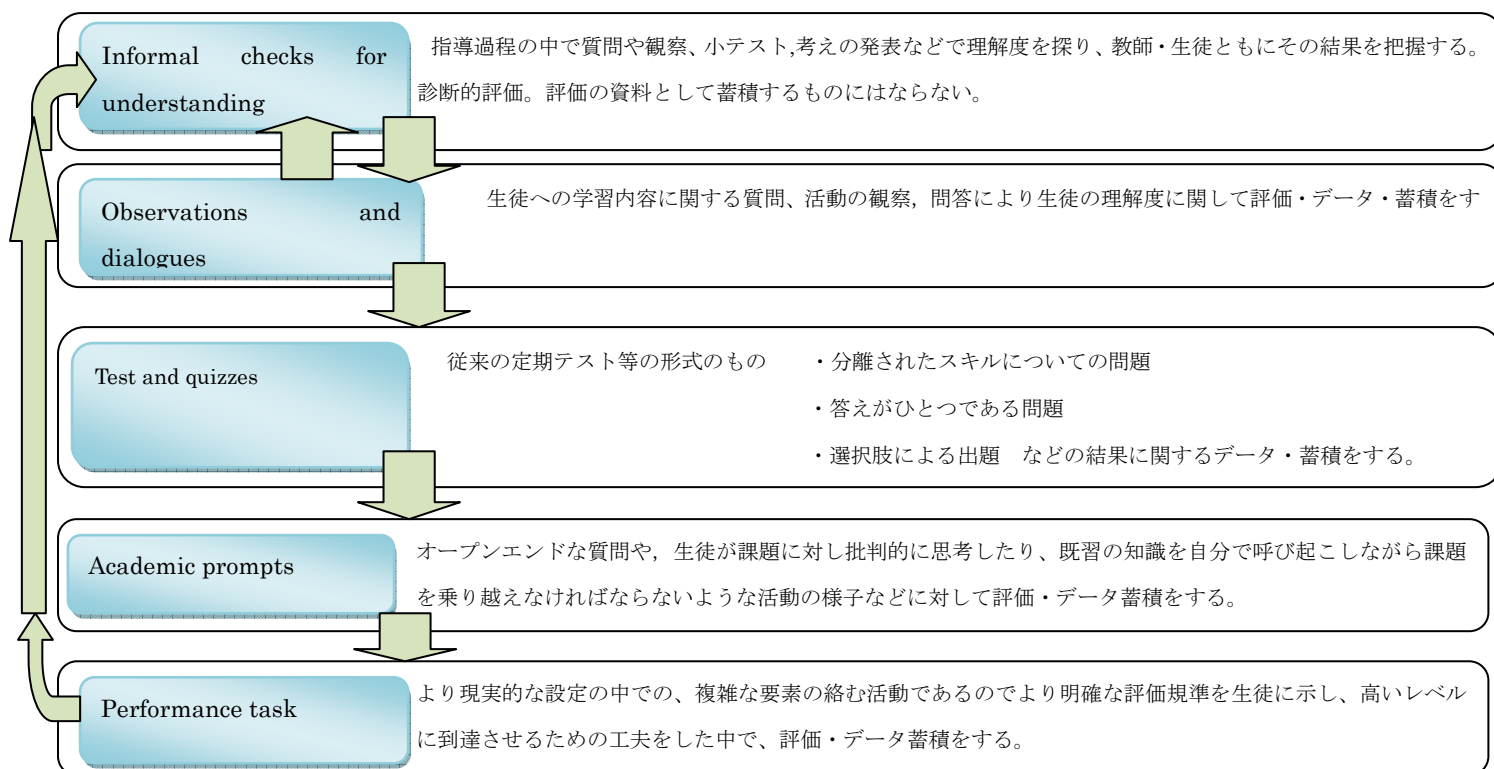 Informal checks for
understanding
指導過程の中で質問や観察、小テスト,考えの発表などで理解度を探り、教師・生徒ともにその結果を把握する。
診断的評価。評価の資料として蓄積するものにはならない。
Observations and
dialogues
生徒への学習内容に関する質問、活動の観察，問答により生徒の理解度に関して評価・データ・蓄積をす
Test and quizzes
従来の定期テスト等の形式のもの　・分離されたスキルについての問題
・答えがひとつである問題
・選択肢による出題　などの結果に関するデータ・蓄積をする。
Academic prompts
オープンエンドな質問や，生徒が課題に対し批判的に思考したり、既習の知識を自分で呼び起こしながら課題
を乗り越えなければならないような活動の様子などに対して評価・データ蓄積をする。
Performance task
より現実的な設定の中での、複雑な要素の絡む活動であるのでより明確な評価規準を生徒に示し、高いレベル
に到達させるための工夫をした中で、評価・データ蓄積をする。